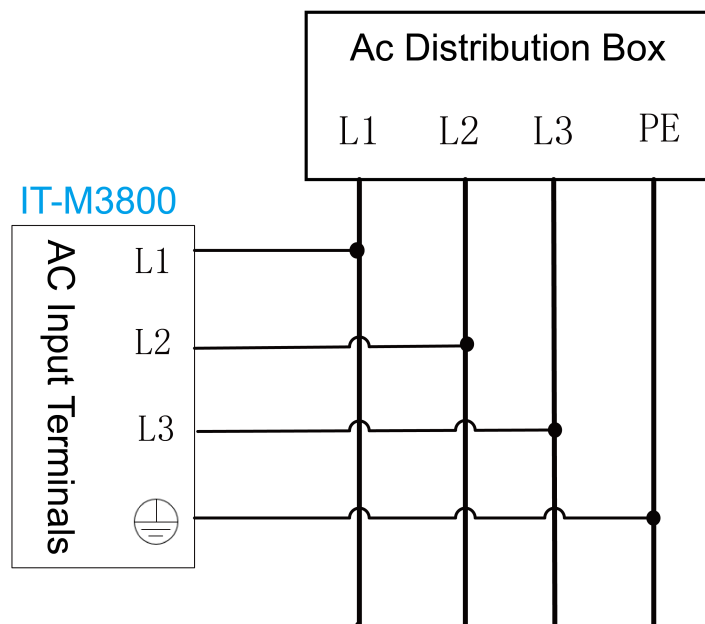 Ac Distribution Box
L1 L2 L3 PE
IT-M3800
AC Input Terminals
L1
L2
L3